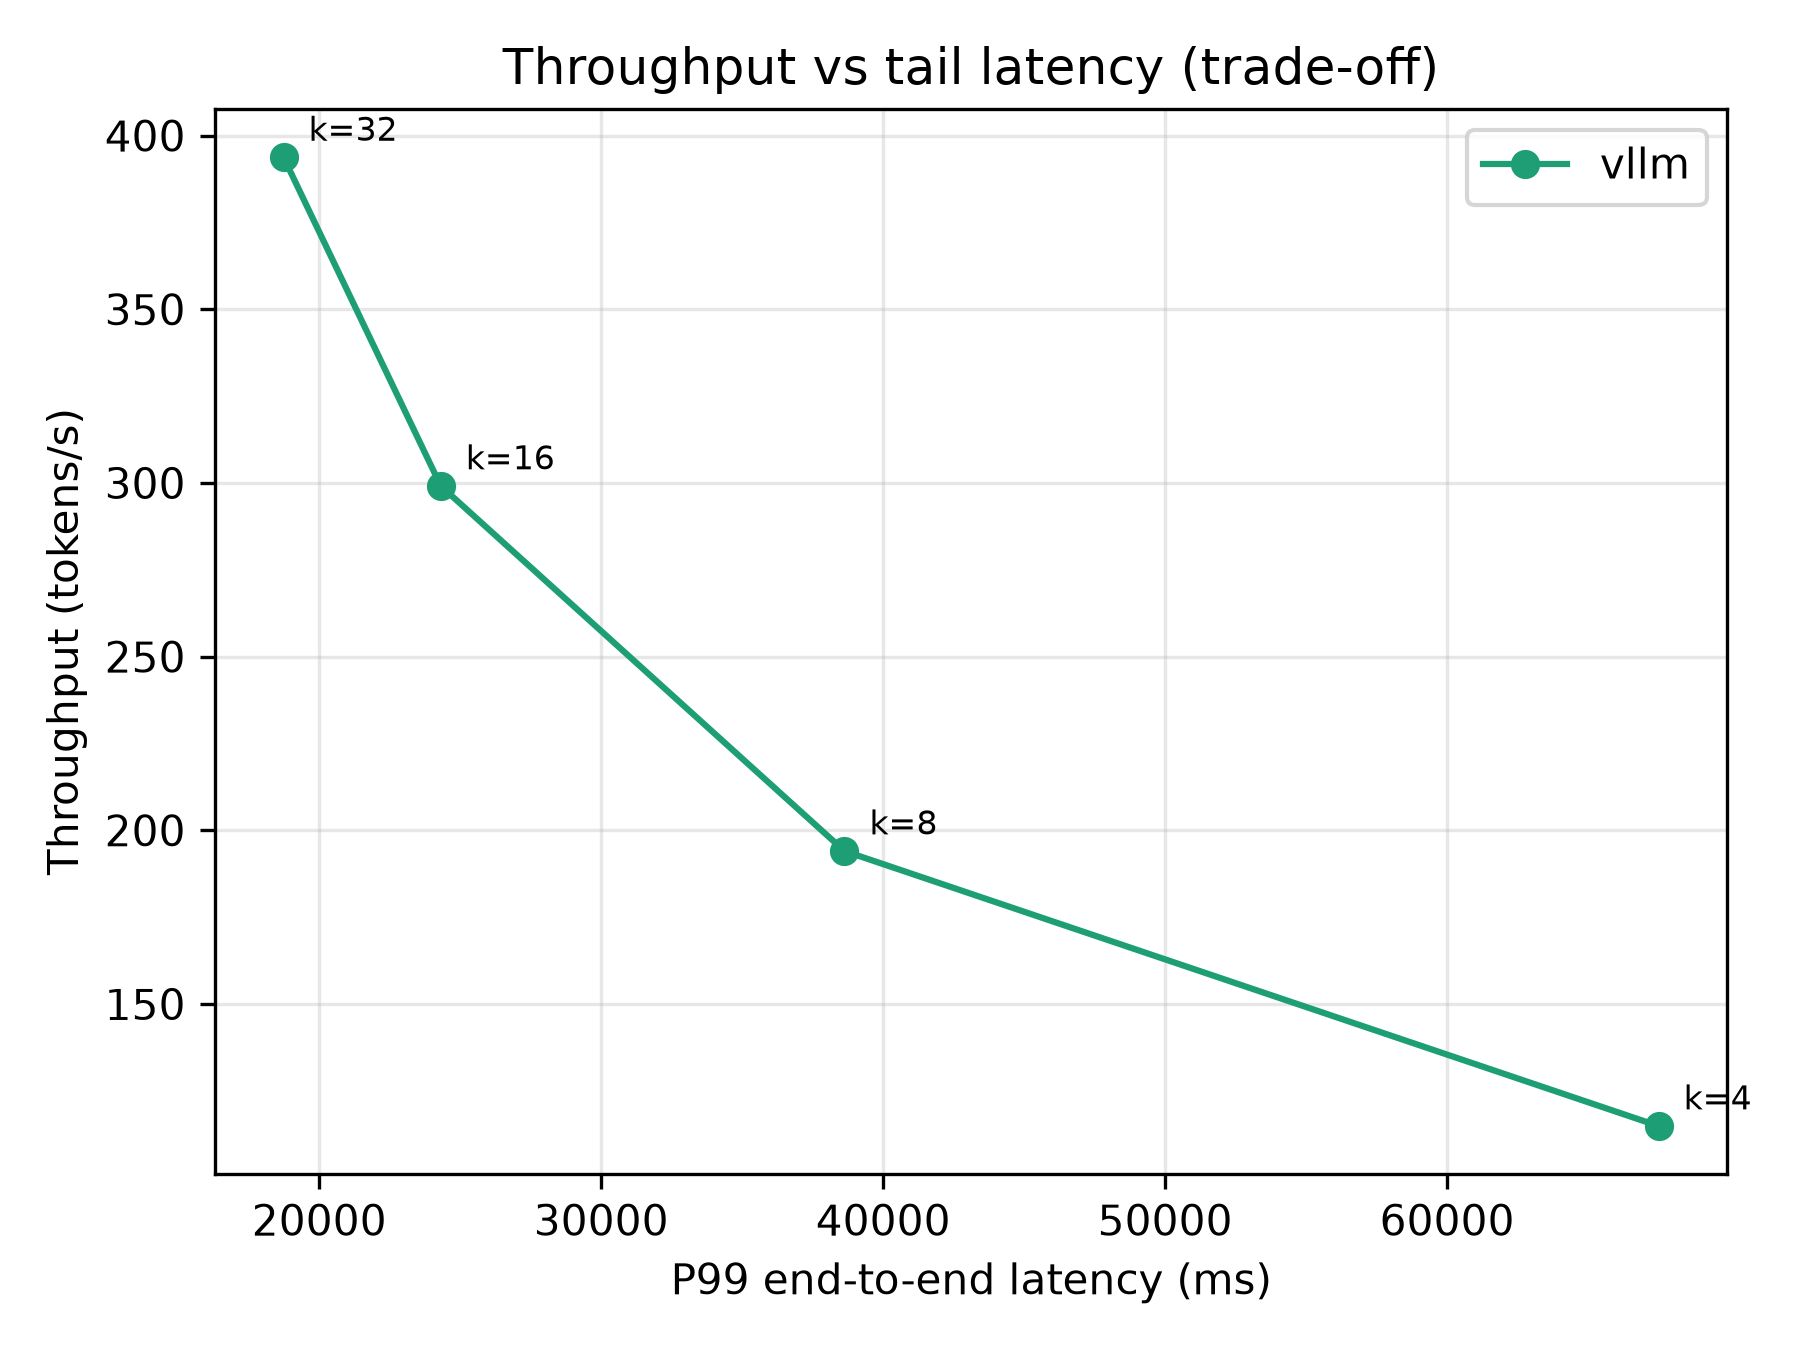 Throughput vs tail latency (trade-off)
400
350
300
250
200
150
Throughput (tokens/s)
k=32
k=16
k=8
k=4
vllm
20000 30000 40000 50000 60000
P99 end-to-end latency (ms)